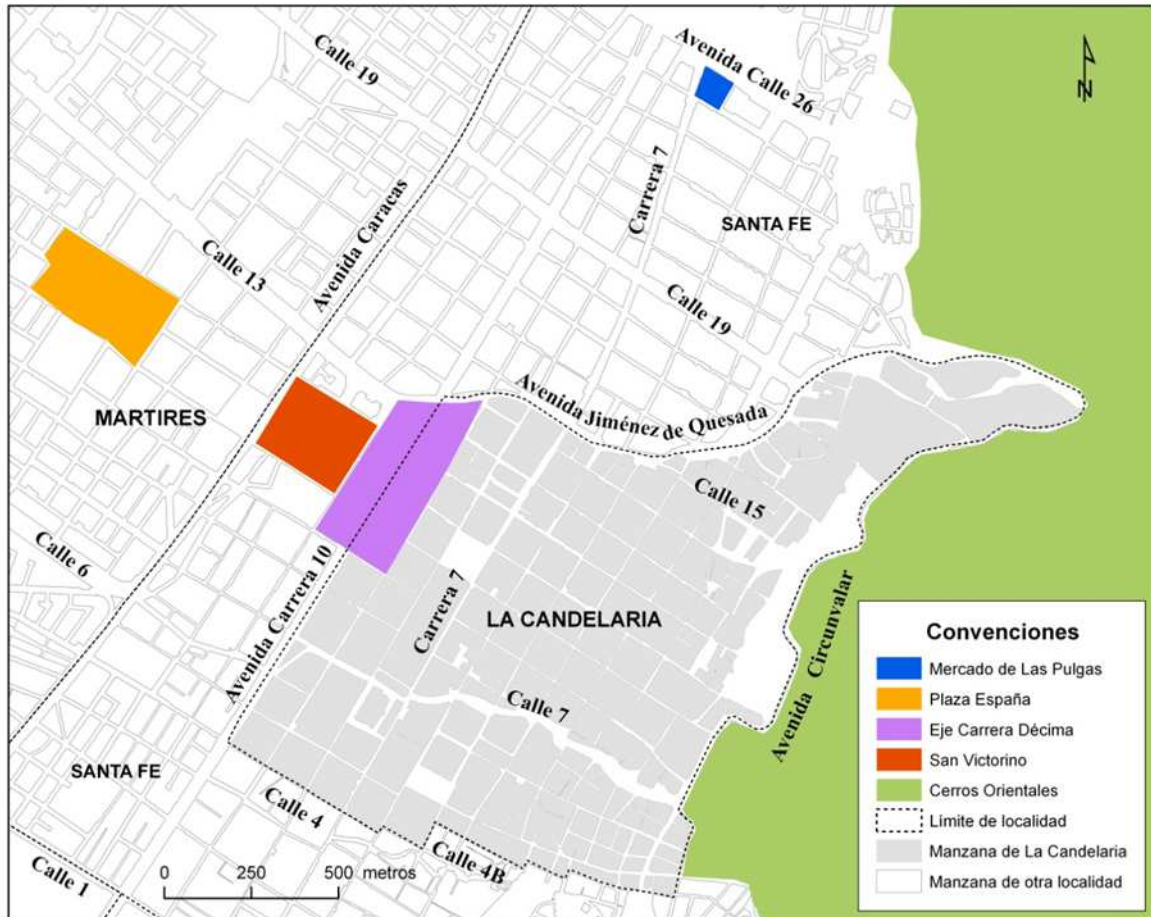 Calle 19
Avenida Calle 26
N
Carrera 7
SANTA FE
Avenida Caracas
Calle 13
Calle 19
MARTIRES
Avenida Jiménez de Quesada
Calle 15
Calle 6
Avenida Carrera 10
Carrera 7
LA CANDELARIA
Avenida Circunvalar
Calle 7
SANTA FE
Calle 4
Calle 4B
Calle 1
0 250 500 metros
Convenciones
Mercado de Las Pulgas
Plaza España
Eje Carrera Décima
San Victorino
Cerros Orientales
Limite de localidad
Manzana de La Candelaria
Manzana de otra localidad